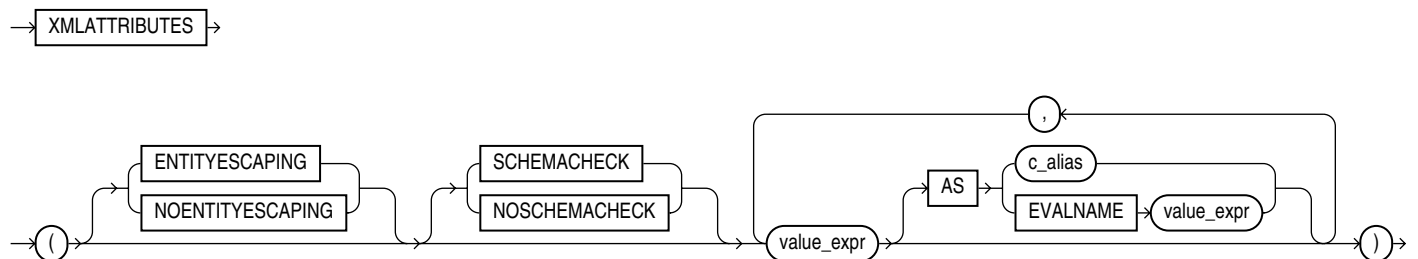 XMLATTRIBUTES
,
ENTITYESCAPING SCHEMACHECK c_alias
AS
NOENTITYESCAPING NOSCHEMACHECK EVALNAME value_expr
( value_expr )